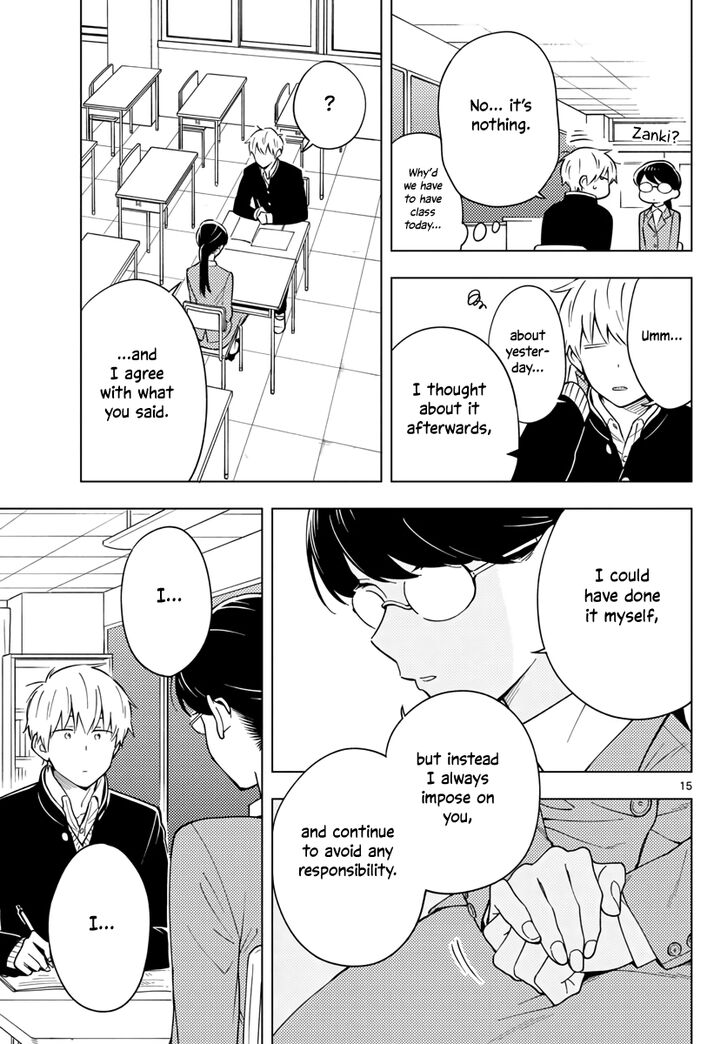 No... it's
nothing.
Zanki?
Why'd
we have
to have
class
today...
?
Umm...
about
yester-
day...
I thought
about it
afterwards,
...and
I agree
with what
you said.
I could
have done
it myself,
but instead
I always
impose on
you,
and continue
to avoid any
responsibility.
I...
I...
15